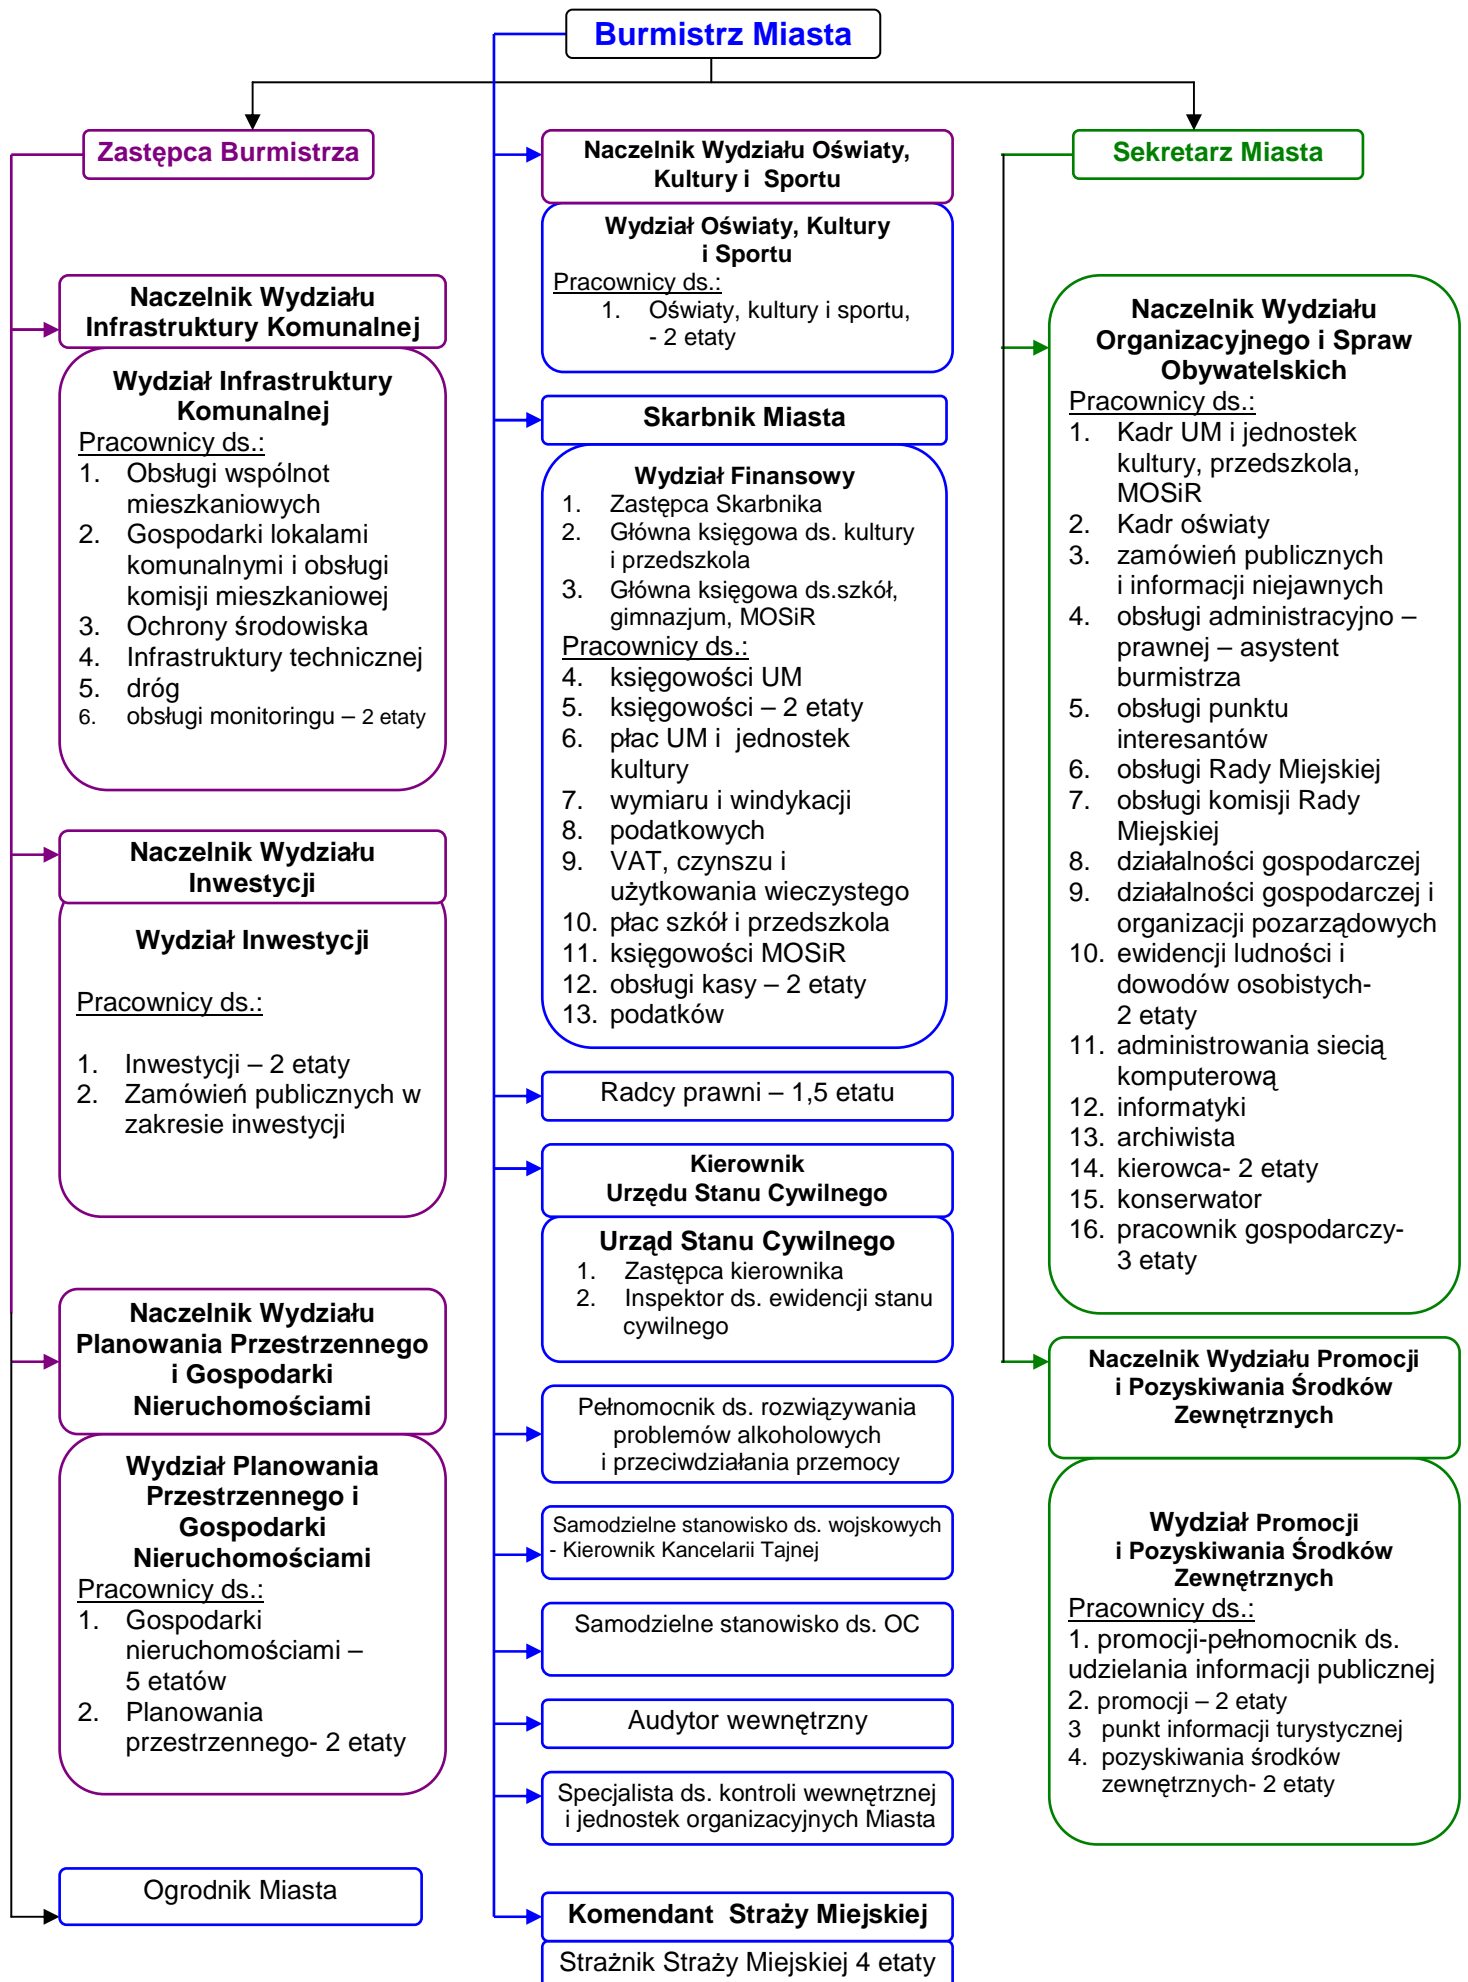 Burmistrz Miasta
Zastępca Burmistrza
Naczelnik Wydziału
Infrastruktury Komunalnej
Wydział Infrastruktury
Komunalnej
Pracownicy ds.:
1. Obsługi wspólnot
mieszkaniowych
2. Gospodarki lokalami
komunalnymi i obsługi
komisji mieszkaniowej
3. Ochrony środowiska
4. Infrastruktury technicznej
5. dróg
6. obsługi monitoringu – 2 etaty
Naczelnik Wydziału
Inwestycji
Wydział Inwestycji
Pracownicy ds.:
1. Inwestycji – 2 etaty
2. Zamówień publicznych w
zakresie inwestycji
Naczelnik Wydziału
Planowania Przestrzennego
i Gospodarki
Nieruchomościami
Wydział Planowania
Przestrzennego i
Gospodarki
Nieruchomościami
Pracownicy ds.:
1. Gospodarki
nieruchomościami –
5 etatów
2. Planowania
przestrzennego- 2 etaty
Ogrodnik Miasta
Naczelnik Wydziału Oświaty,
Kultury i Sportu
Wydział Oświaty, Kultury
i Sportu
Pracownicy ds.:
1. Oświaty, kultury i sportu,
- 2 etaty
Skarbnik Miasta
Wydział Finansowy
1. Zastępca Skarbnika
2. Główna księgowa ds. kultury
i przedszkola
3. Główna księgowa ds.szkół,
gimnazjum, MOSiR
Pracownicy ds.:
4. księgowości UM
5. księgowości – 2 etaty
6. płac UM i jednostek
kultury
7. wymiaru i windykacji
8. podatkowych
9. VAT, czynszu i
użytkowania wieczystego
10. płac szkół i przedszkola
11. księgowości MOSiR
12. obsługi kasy – 2 etaty
13. podatków
Radcy prawni – 1,5 etatu
Kierownik
Urzędu Stanu Cywilnego
Urząd Stanu Cywilnego
1. Zastępca kierownika
2. Inspektor ds. ewidencji stanu
cywilnego
Pełnomocnik ds. rozwiązywania
problemów alkoholowych
i przeciwdziałania przemocy
Samodzielne stanowisko ds. wojskowych
- Kierownik Kancelarii Tajnej
Samodzielne stanowisko ds. OC
Audytor wewnętrzny
Specjalista ds. kontroli wewnętrznej
i jednostek organizacyjnych Miasta
Komendant Straży Miejskiej
Strażnik Straży Miejskiej 4 etaty
Sekretarz Miasta
Naczelnik Wydziału
Organizacyjnego i Spraw
Obywatelskich
Pracownicy ds.:
1. Kadr UM i jednostek
kultury, przedszkola,
MOSiR
2. Kadr oświaty
3. zamówień publicznych
i informacji niejawnych
4. obsługi administracyjno –
prawnej – asystent
burmistrza
5. obsługi punktu
interesantów
6. obsługi Rady Miejskiej
7. obsługi komisji Rady
Miejskiej
8. działalności gospodarczej
9. działalności gospodarczej i
organizacji pozarządowych
10. ewidencji ludności i
dowodów osobistych-
2 etaty
11. administrowania siecią
komputerową
12. informatyki
13. archiwista
14. kierowca- 2 etaty
15. konserwator
16. pracownik gospodarczy-
3 etaty
Naczelnik Wydziału Promocji
i Pozyskiwania Środków
Zewnętrznych
Wydział Promocji
i Pozyskiwania Środków
Zewnętrznych
Pracownicy ds.:
1. promocji-pełnomocnik ds.
udzielania informacji publicznej
2. promocji – 2 etaty
3 punkt informacji turystycznej
4. pozyskiwania środków
zewnętrznych- 2 etaty